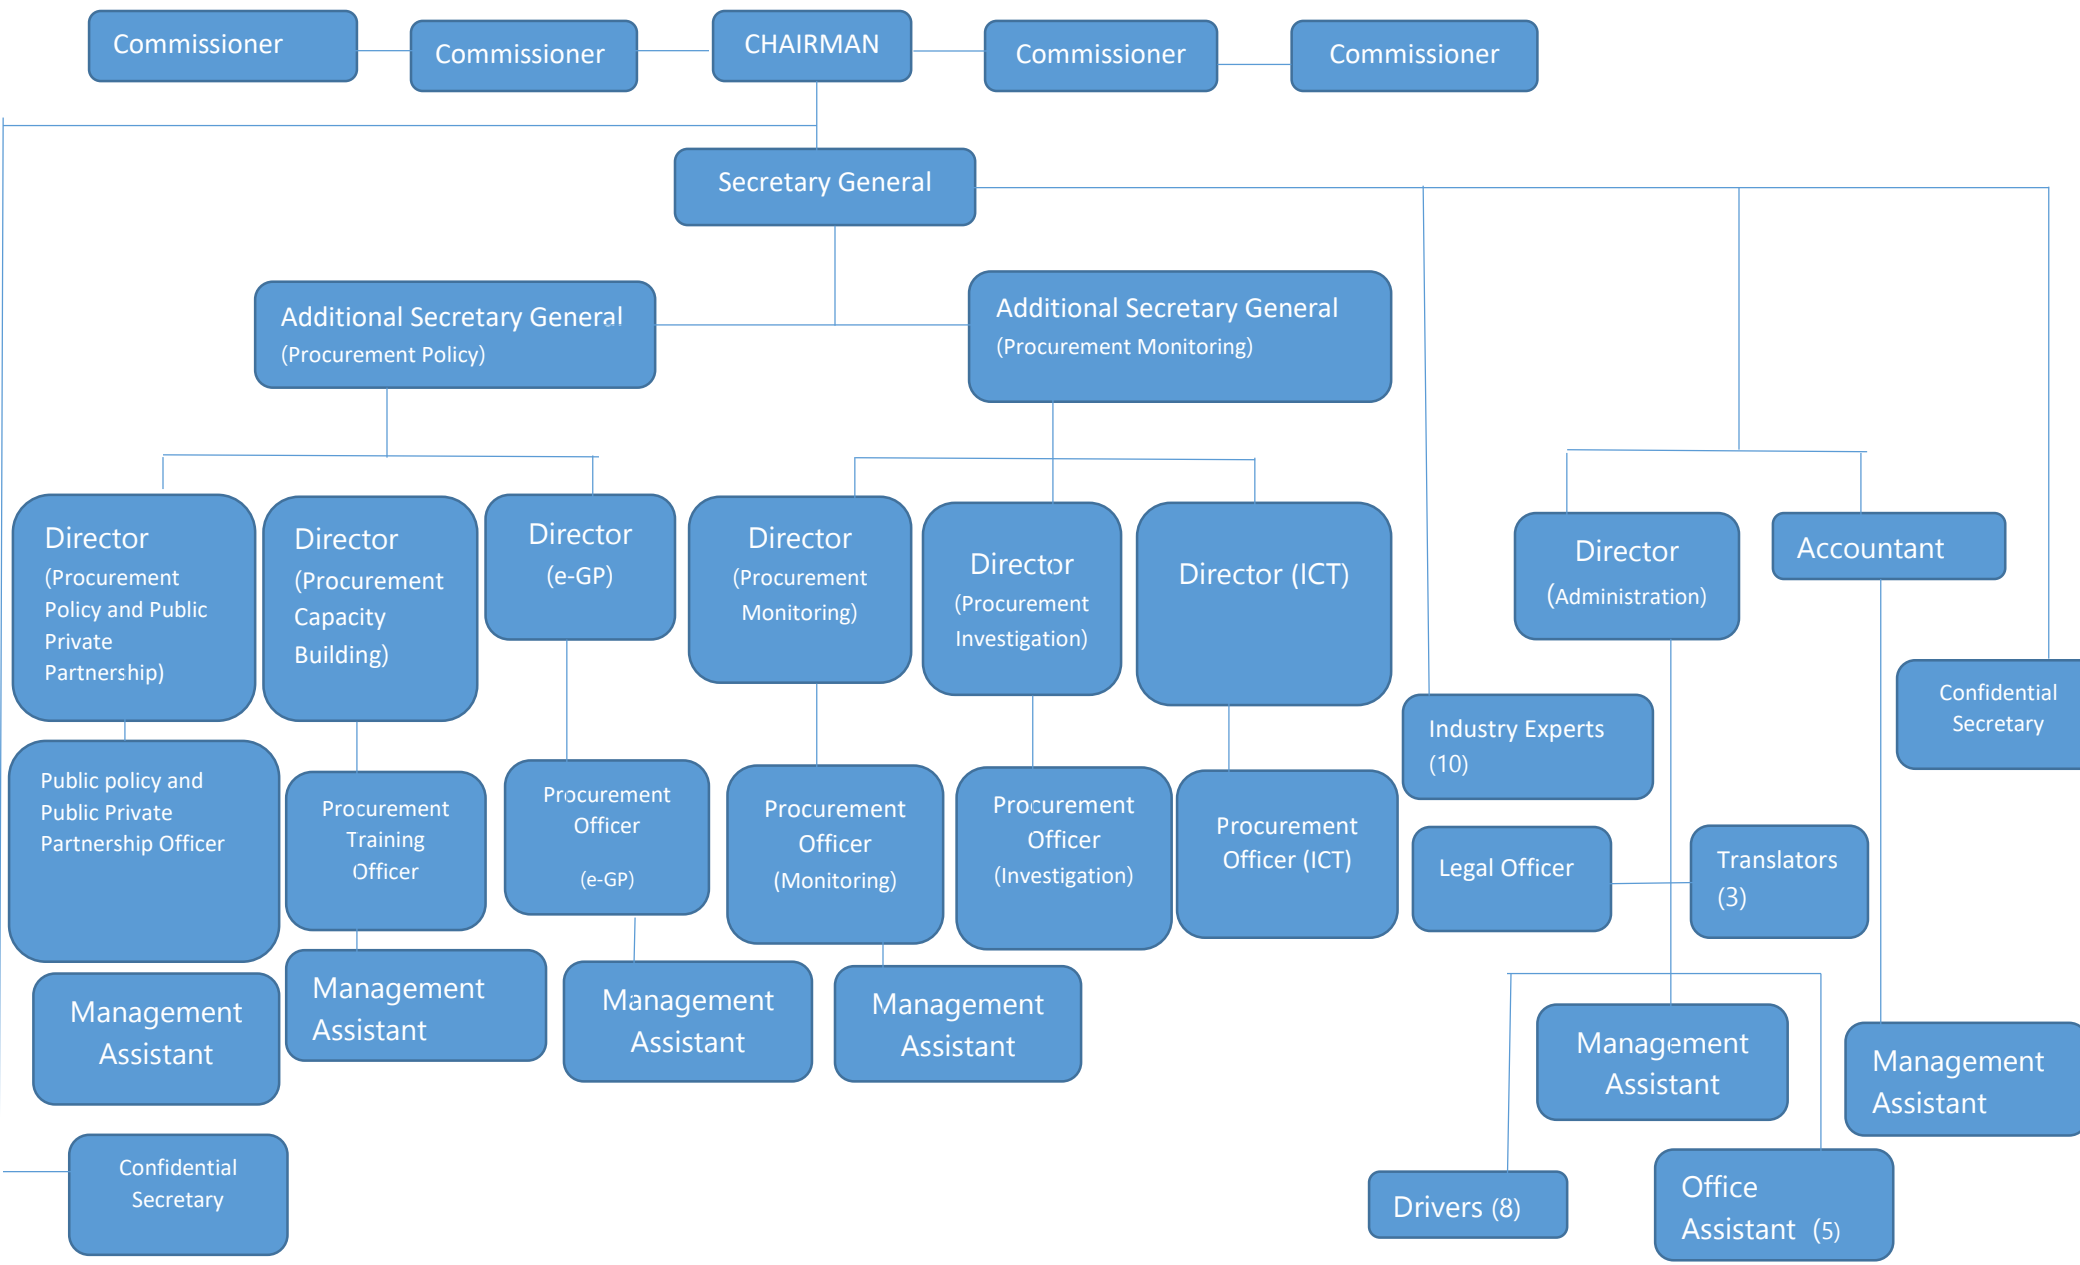 Commissioner
Commissioner
CHAIRMAN
Commissioner
Commissioner
Secretary General
Additional Secretary General
(Procurement Policy)
Additional Secretary General
(Procurement Monitoring)
Director
(Procurement
Policy and Public
Private
Partnership)
Director
(Procurement
Capacity
Building)
Director
(e-GP)
Director
(Procurement
Monitoring)
Director
(Procurement
Investigation)
Director (ICT)
Director
(Administration)
Accountant
Confidential
Secretary
Industry Experts
(10)
Public policy and
Public Private
Partnership Officer
Procurement
Training
Officer
Procurement
Officer
(e-GP)
Procurement
Officer
(Monitoring)
Procurement
Officer
(Investigation)
Procurement
Officer (ICT)
Legal Officer
Translators
(3)
Management
Assistant
Management
Assistant
Management
Assistant
Management
Assistant
Management
Assistant
Management
Assistant
Confidential
Secretary
Drivers (8)
Office
Assistant (5)